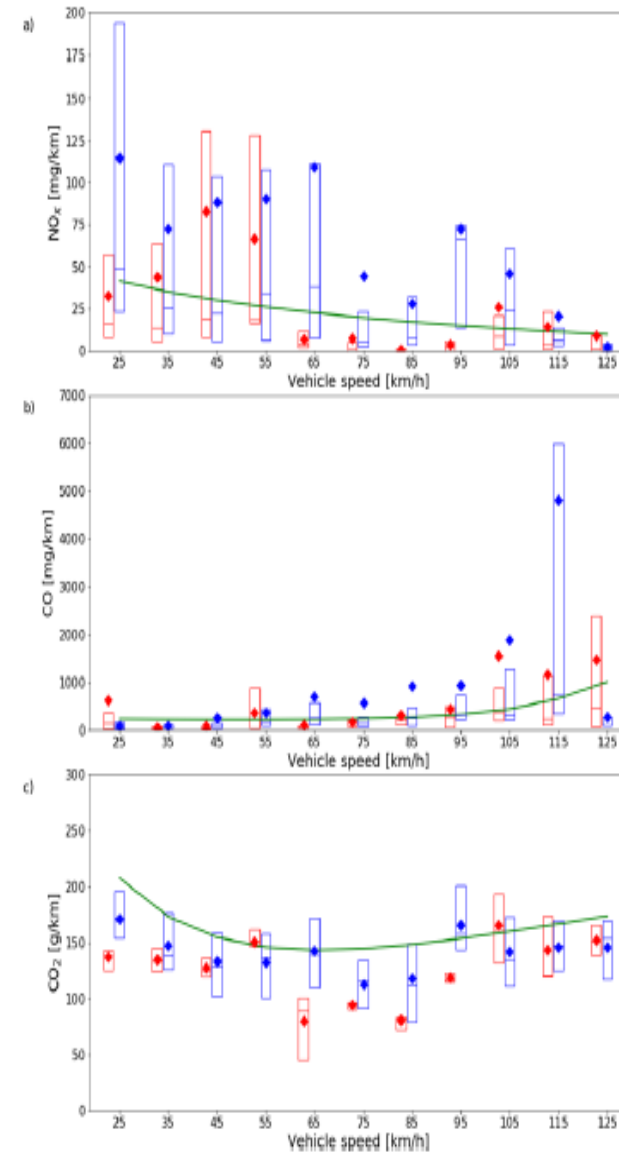 a)
NOₓ [mg/km]
200
175
150
125
100
75
50
25
0
25 35 45 55 65 75 85 95 105 115 125
Vehicle speed [km/h]
b)
CO [mg/km]
7000
6000
5000
4000
3000
2000
1000
0
25 35 45 55 65 75 85 95 105 115 125
Vehicle speed [km/h]
c)
CO₂ [g/km]
300
250
200
150
100
50
0
25 35 45 55 65 75 85 95 105 115 125
Vehicle speed [km/h]